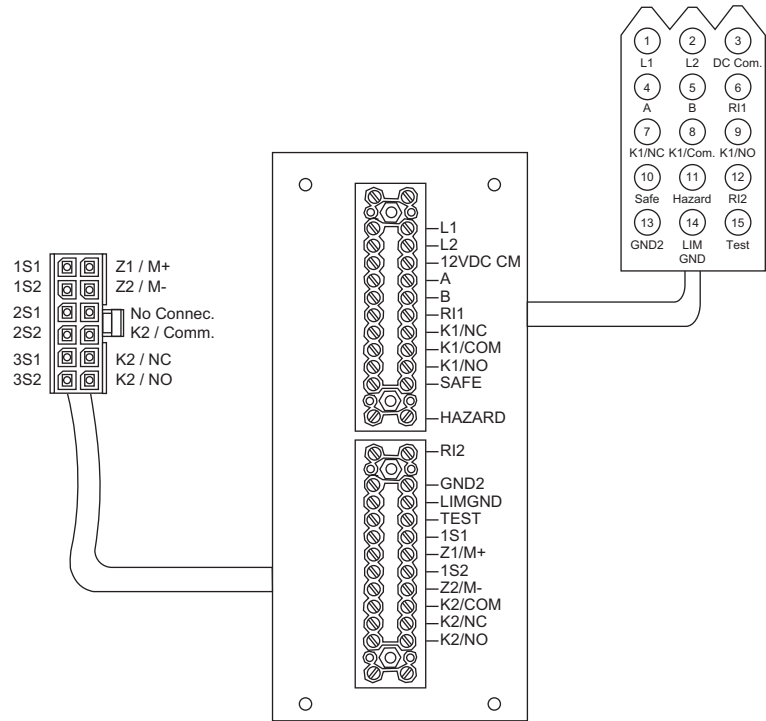 1 2 3
L1 L2 DC Com.
4 5 6
A B RI1
7 8 9
K1/NC K1/Com. K1/NO
10 11 12
Safe Hazard RI2
13 14 15
GND2 LIM GND Test
L1
L2
12VDC CM
A
B
RI1
K1/NC
K1/COM
K1/NO
SAFE
HAZARD
RI2
GND2
LIMGND
TEST
1S1
Z1/M+
1S2
Z2/M-
K2/COM
K2/NC
K2/NO
1S1 Z1 / M+
1S2 Z2 / M-
2S1 No Connec.
2S2 K2 / Comm.
3S1 K2 / NC
3S2 K2 / NO